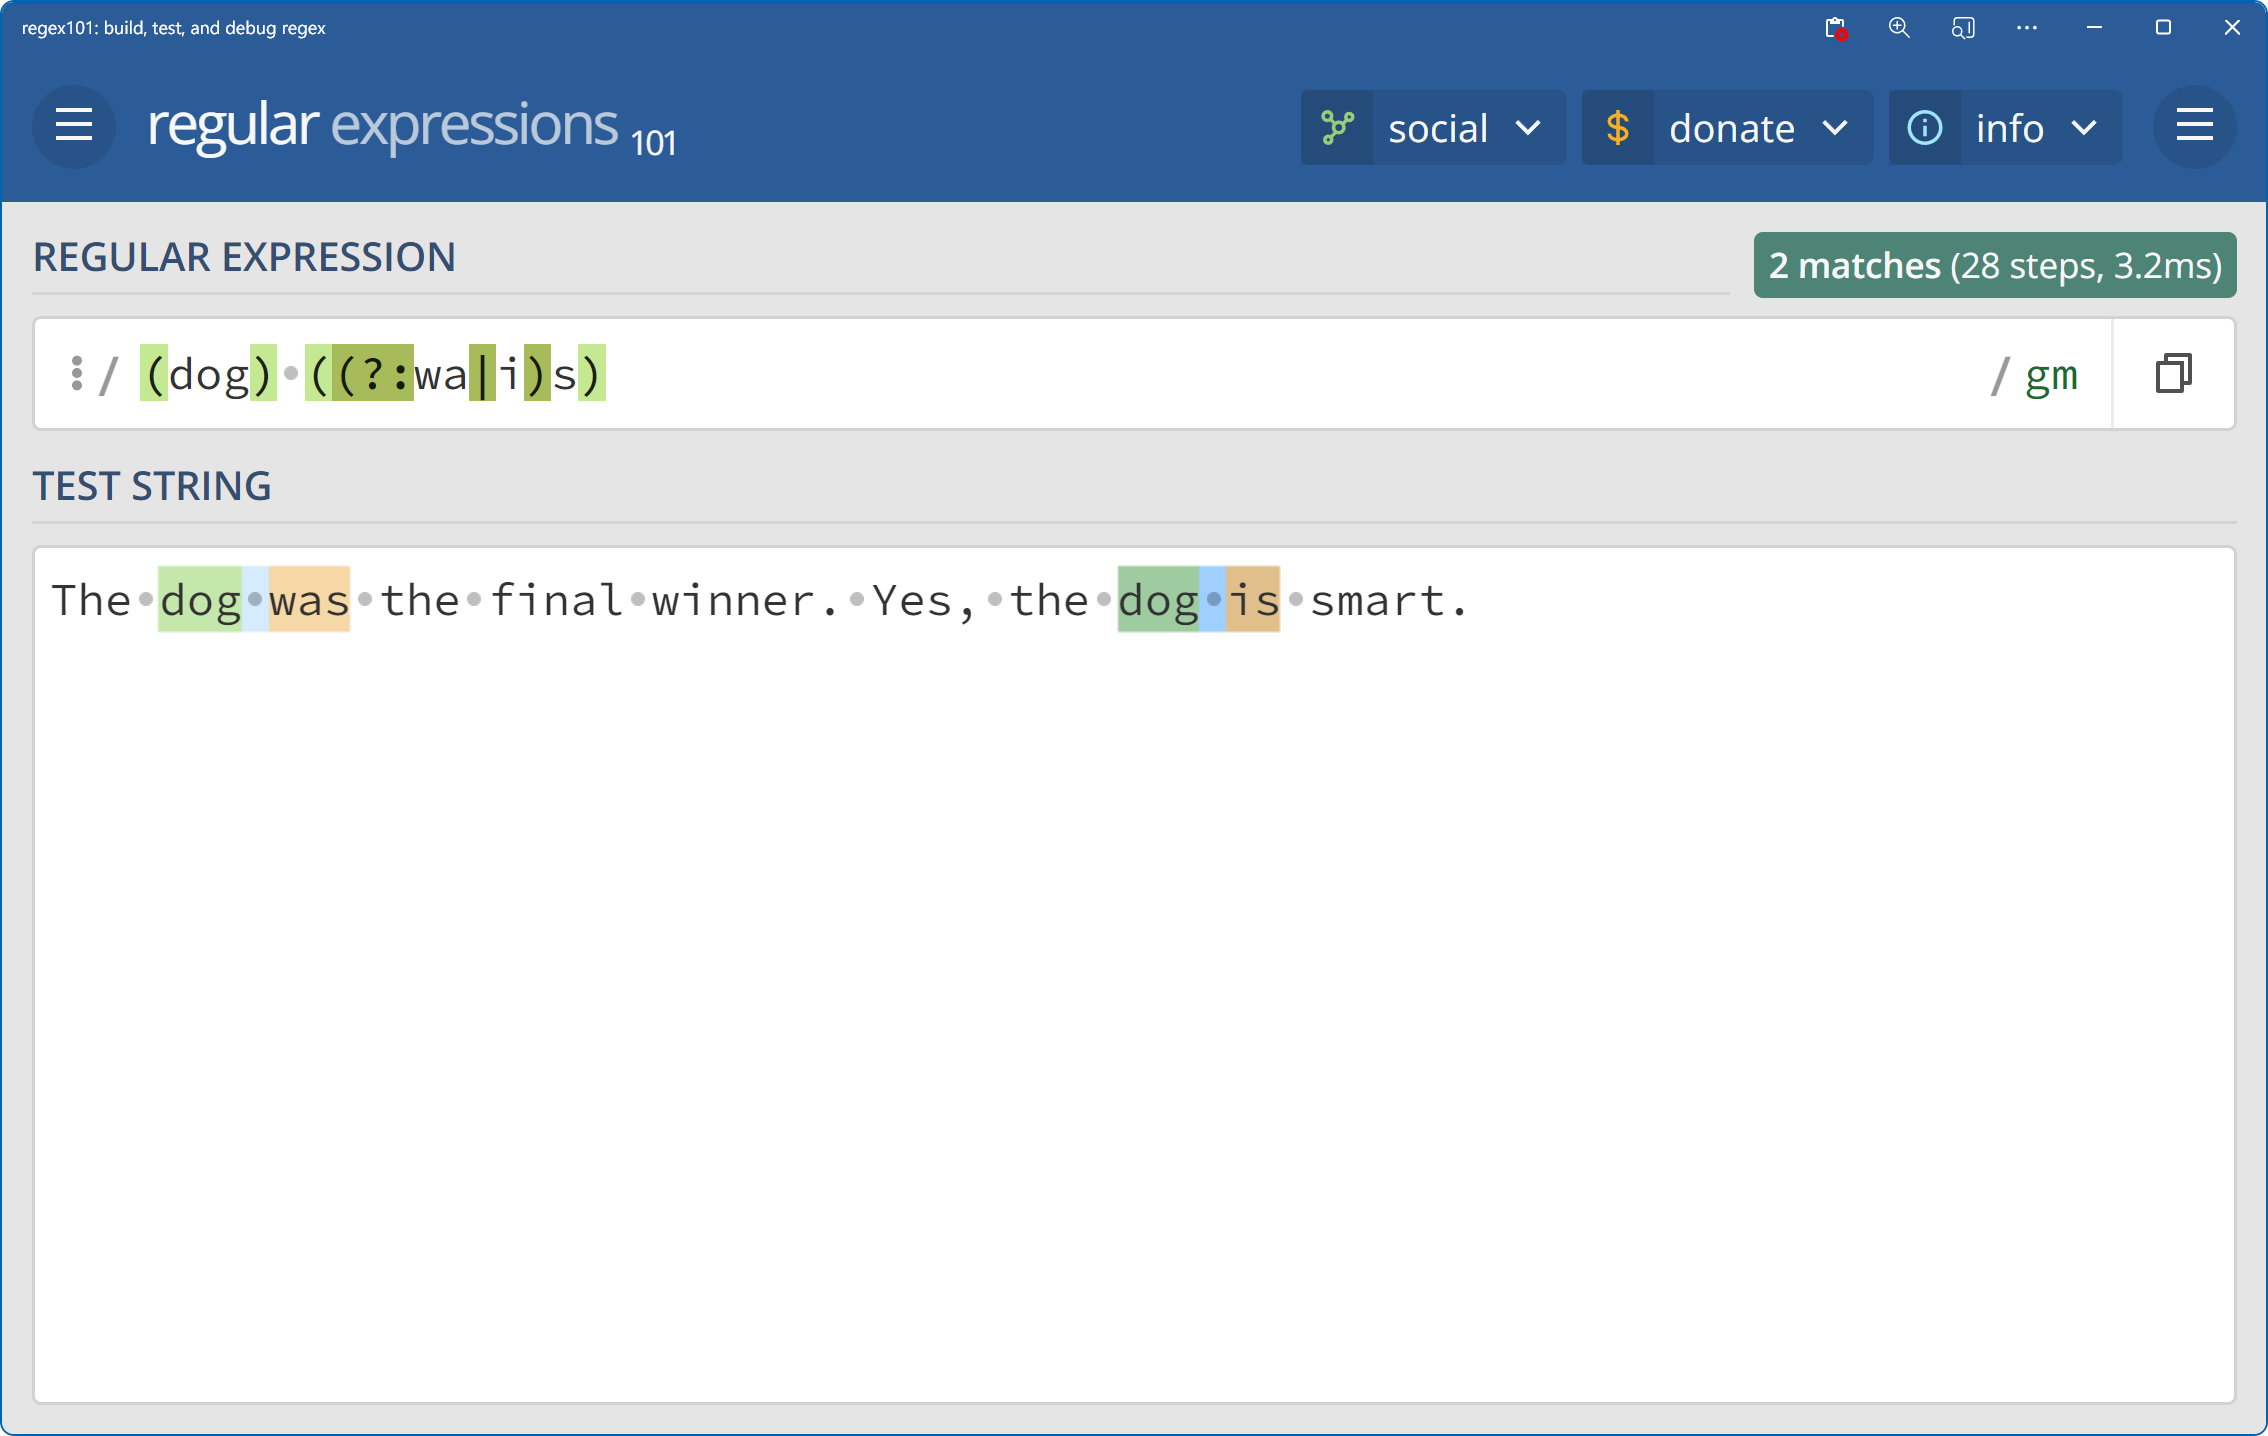 regex101: build, test, and debug regex
regular expressions 101 social donate info
REGULAR EXPRESSION
2 matches (28 steps, 3.2ms)
/ (dog)·((?:wa|i)s) / gm
TEST STRING
The·dog·was·the·final·winner.·Yes,·the·dog·is·smart.